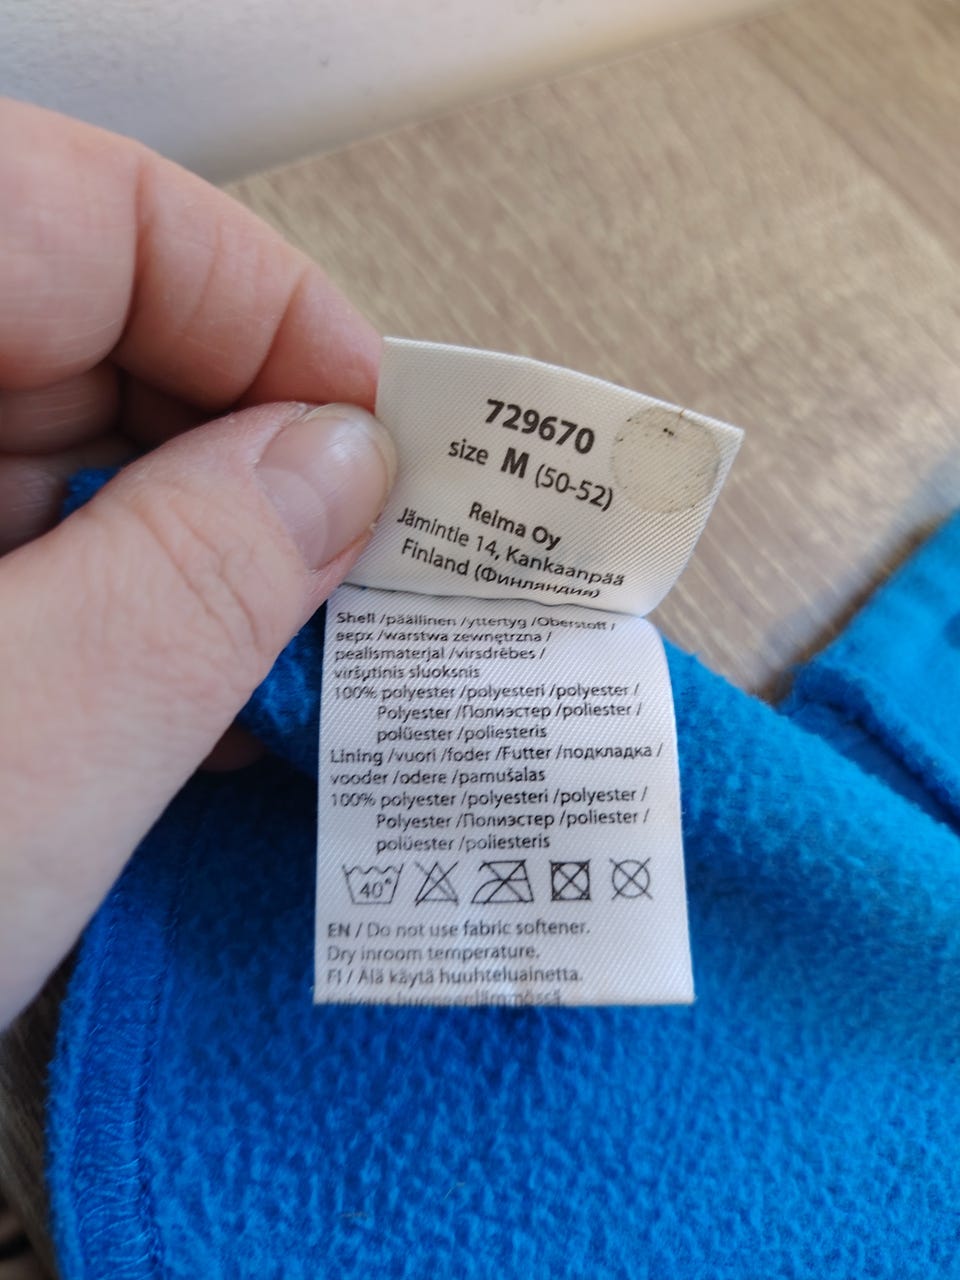 729670
size M (50-52)
Reima Oy
Jämintie 14, Kankaanpää
Finland (Финляндия)
Shell /päällinen /yttertyg /Oberstoff /
верх /warstwa zewnętrzna /
pealismaterjal /virsdrēbes /
viršutinis sluoksnis
100% polyester /polyesteri /polyester /
Polyester /Полиэстер /poliester /
polüester /poliesteris
Lining /vuori /foder /Futter /подкладка /
vooder /odere /pamušalas
100% polyester /polyesteri /polyester /
Polyester /Полиэстер /poliester /
polüester /poliesteris
40°
EN / Do not use fabric softener.
Dry inroom temperature.
FI / Älä käytä huuhteluainetta.